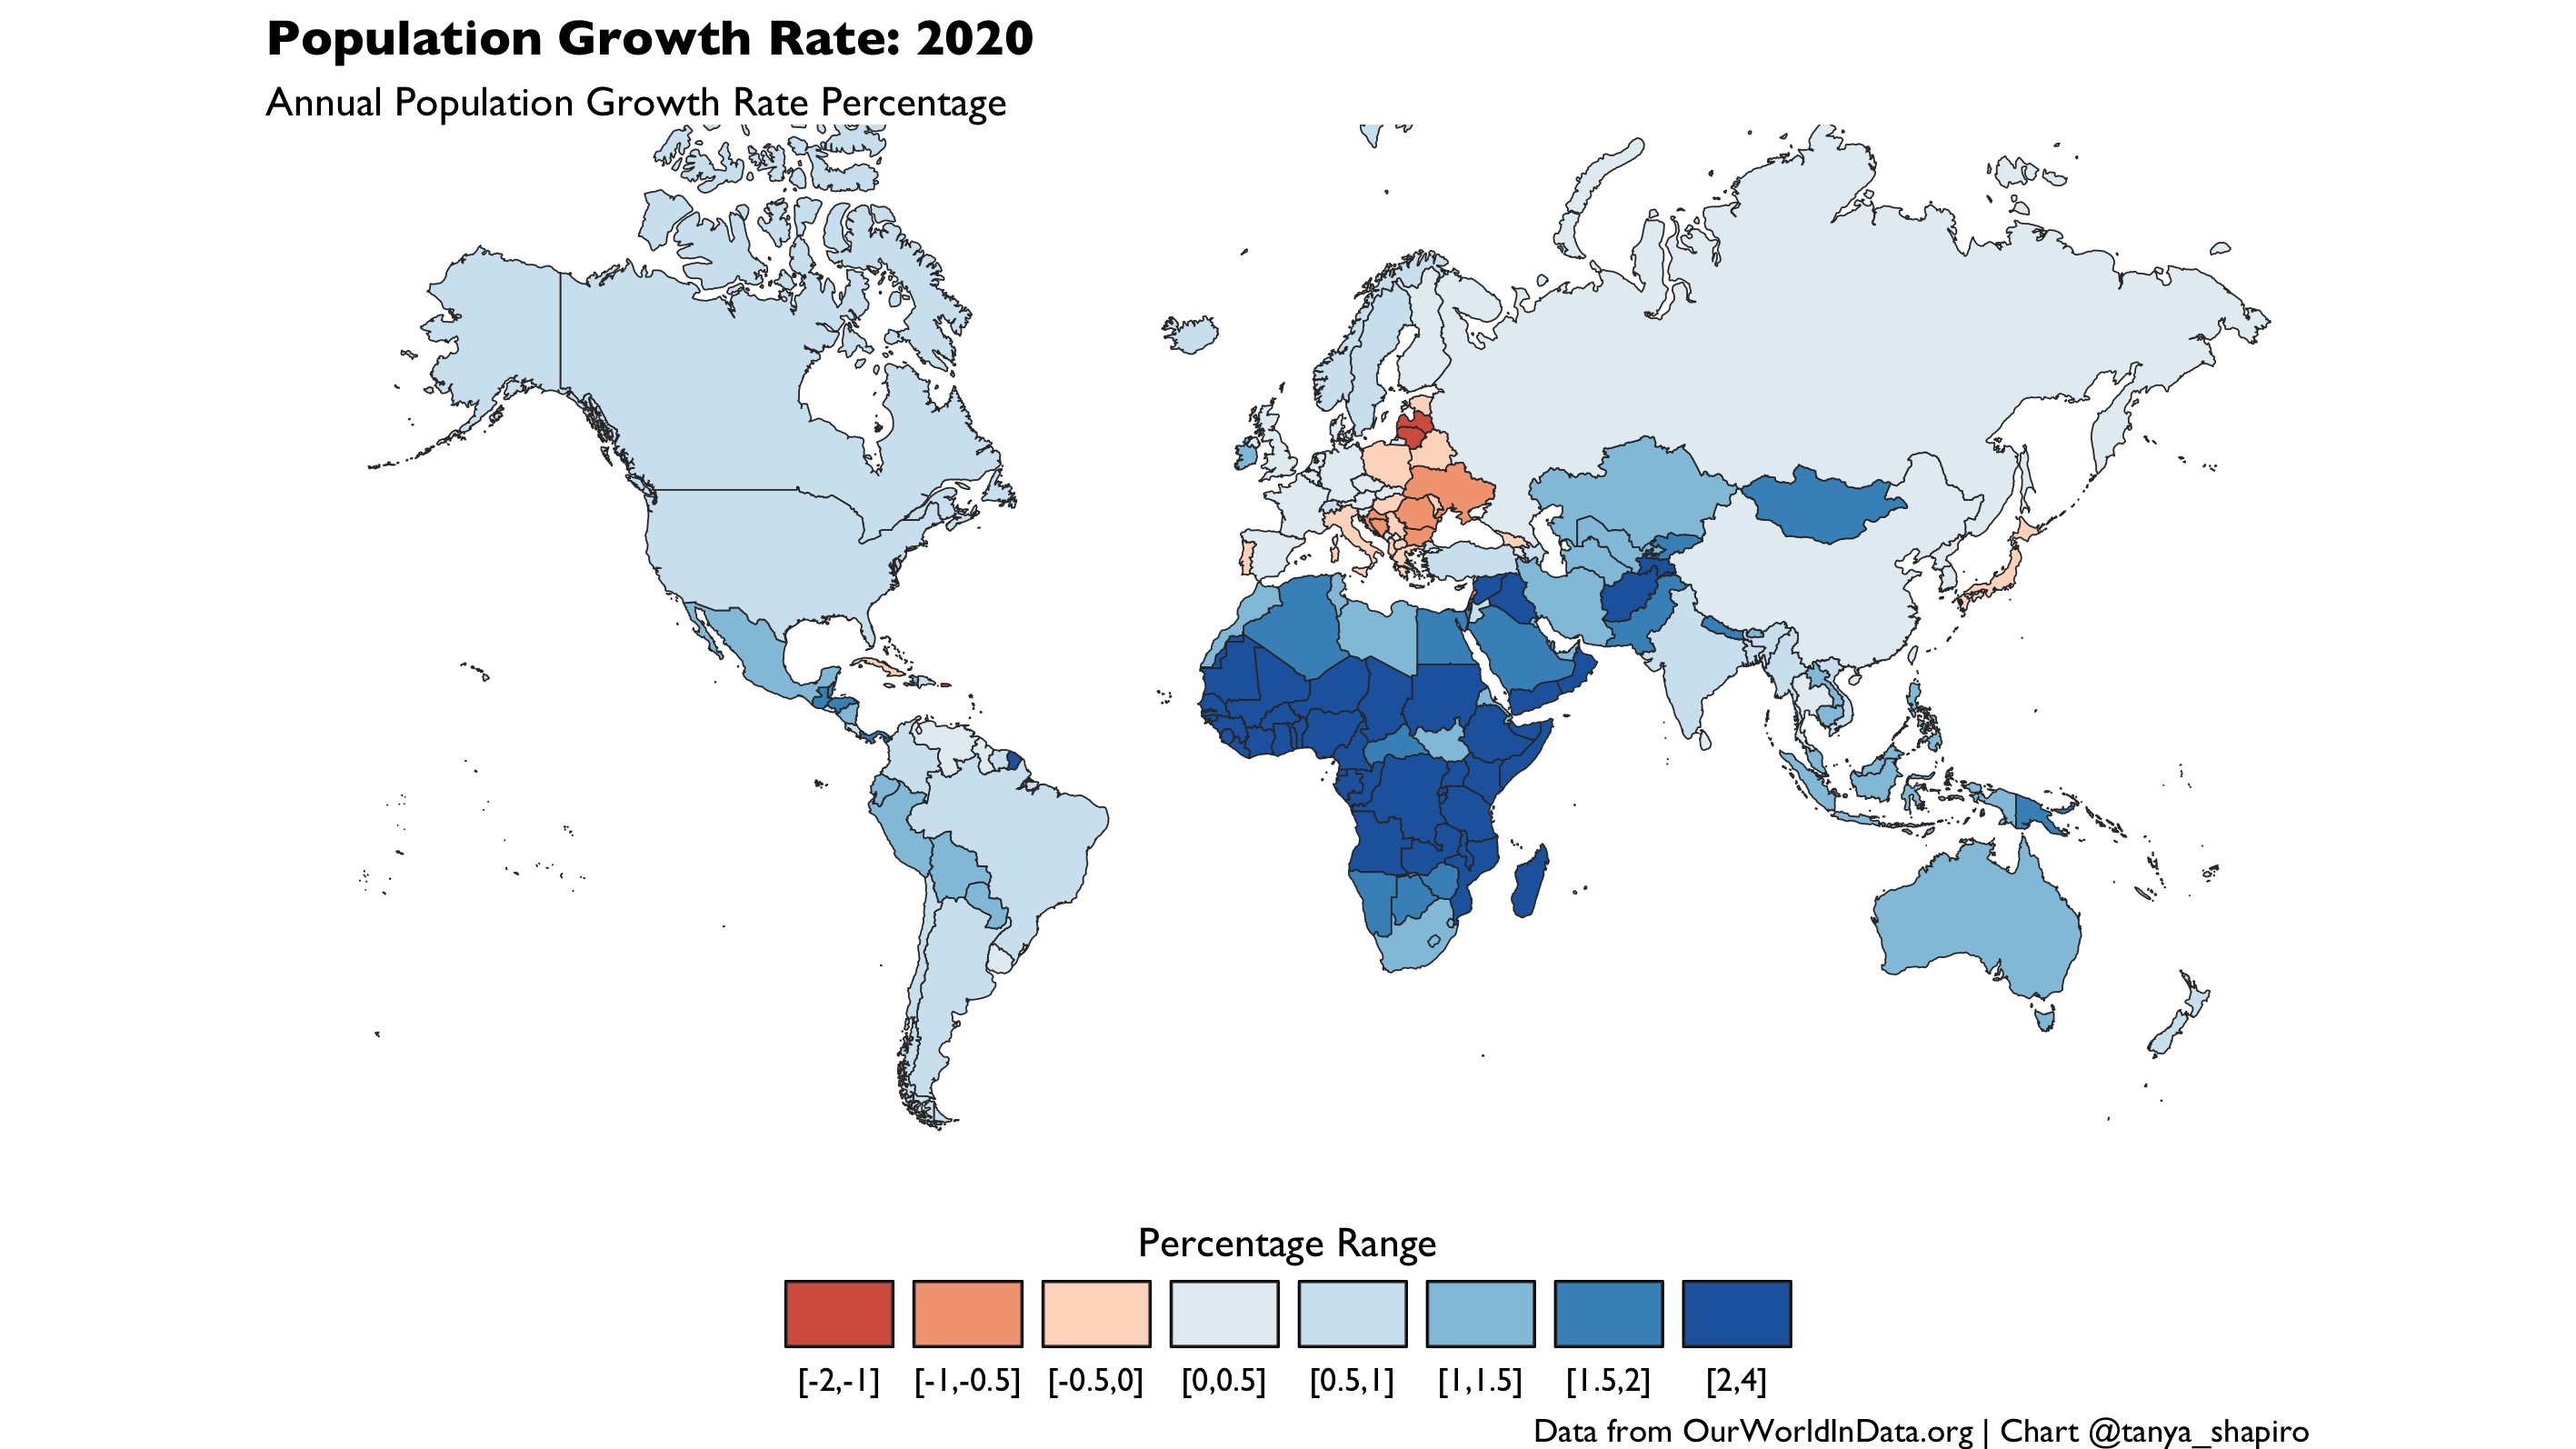 Population Growth Rate: 2020
Annual Population Growth Rate Percentage
Percentage Range
[-2,-1] [-1,-0.5] [-0.5,0] [0,0.5] [0.5,1] [1,1.5] [1.5,2] [2,4]
Data from OurWorldInData.org | Chart @tanya_shapiro